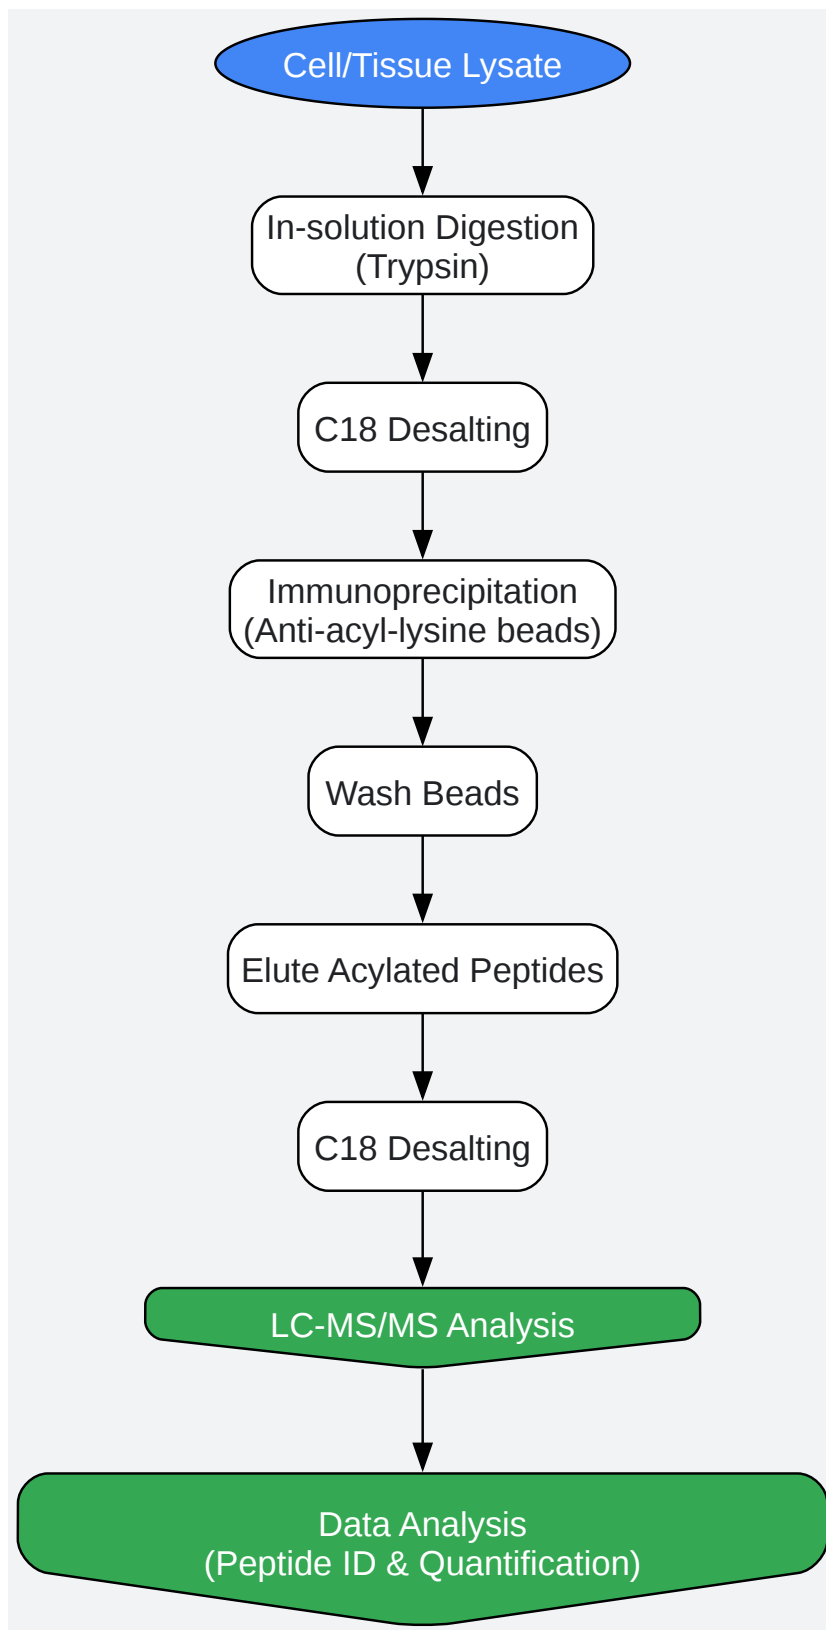 Cell/Tissue Lysate
In-solution Digestion
(Trypsin)
C18 Desalting
Immunoprecipitation
(Anti-acyl-lysine beads)
Wash Beads
Elute Acylated Peptides
C18 Desalting
LC-MS/MS Analysis
Data Analysis
(Peptide ID & Quantification)